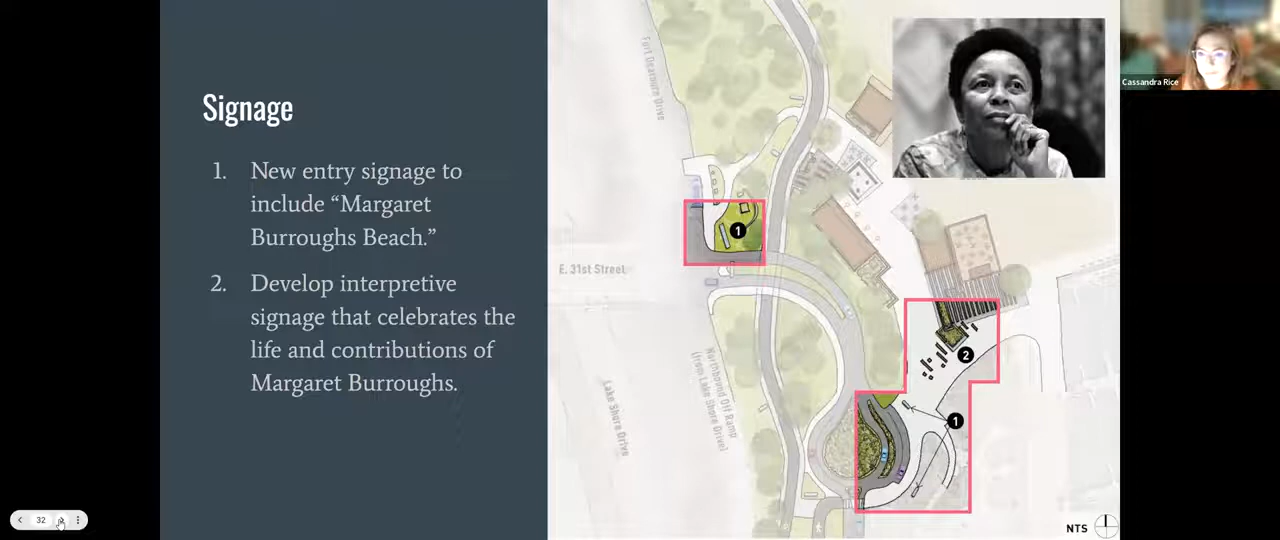 Signage
1. New entry signage to
include “Margaret
Burroughs Beach.”
2. Develop interpretive
signage that celebrates the
life and contributions of
Margaret Burroughs.
Fort Dearborn Drive
1
E. 31st Street
2
Northbound Off Ramp
(from Lake Shore Drive)
Lake Shore Drive
1
NTS
Cassandra Rice
32